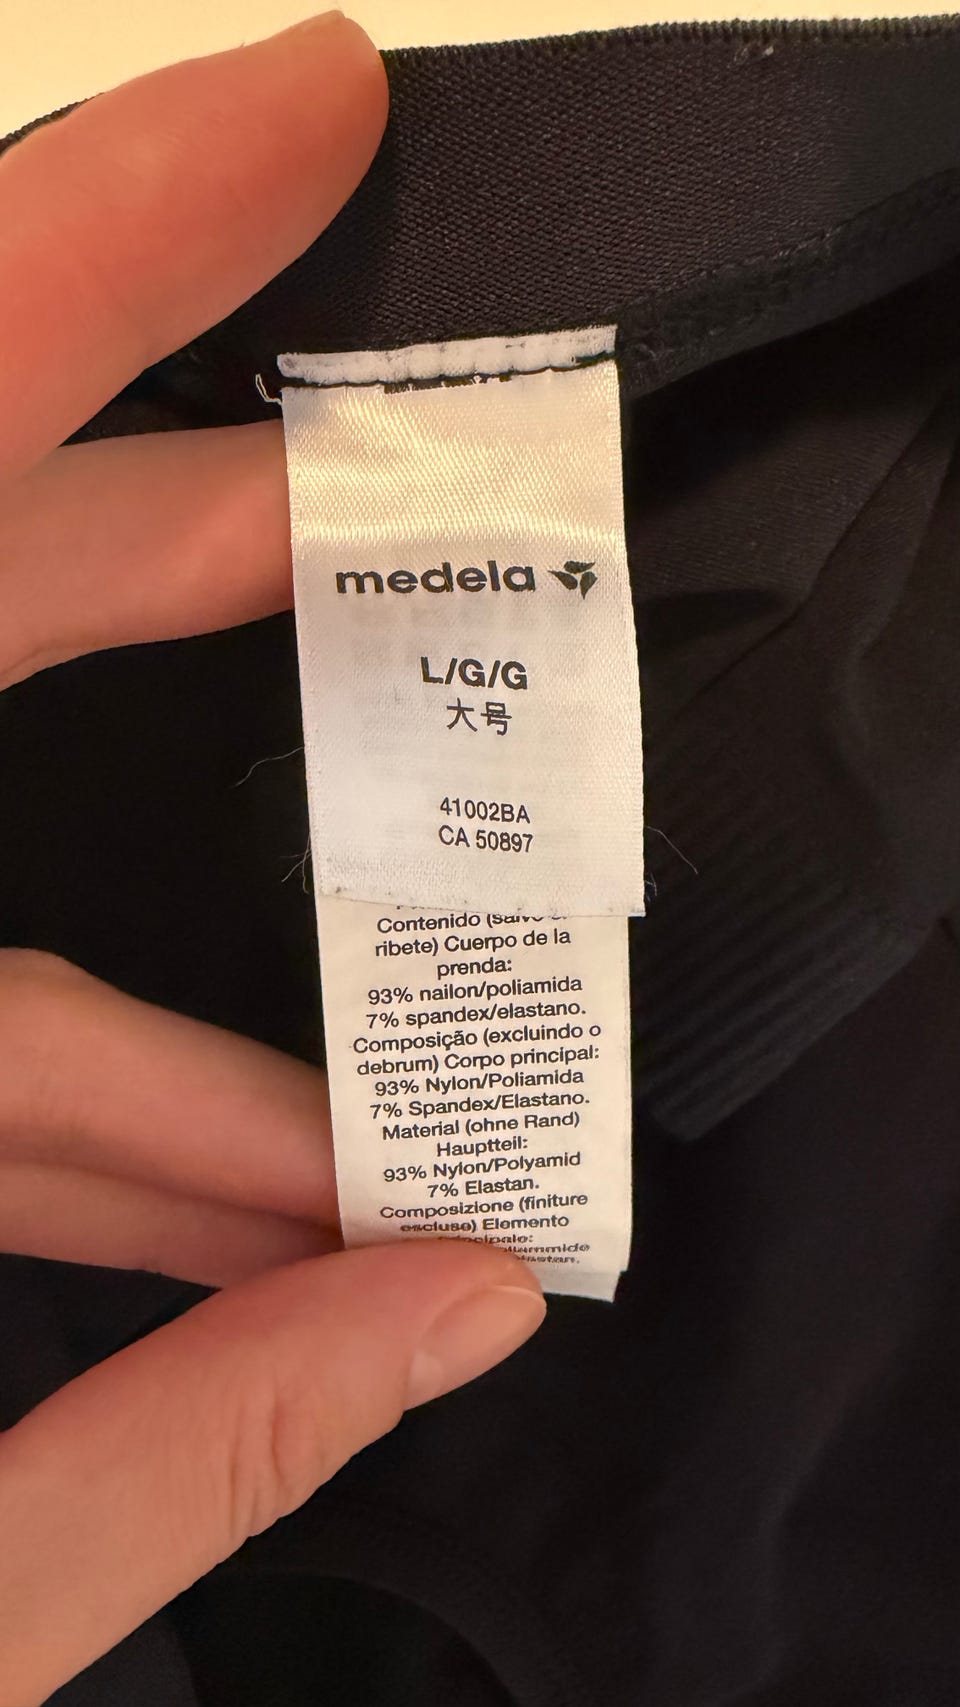 medela
L/G/G
大号
41002BA
CA 50897
Contenido (salvo
ribete) Cuerpo de la
prenda:
93% nailon/poliamida
7% spandex/elastano.
Composição (excluindo o
debrum) Corpo principal:
93% Nylon/Poliamida
7% Spandex/Elastano.
Material (ohne Rand)
Hauptteil:
93% Nylon/Polyamid
7% Elastan.
Composizione (finiture
escluse) Elemento